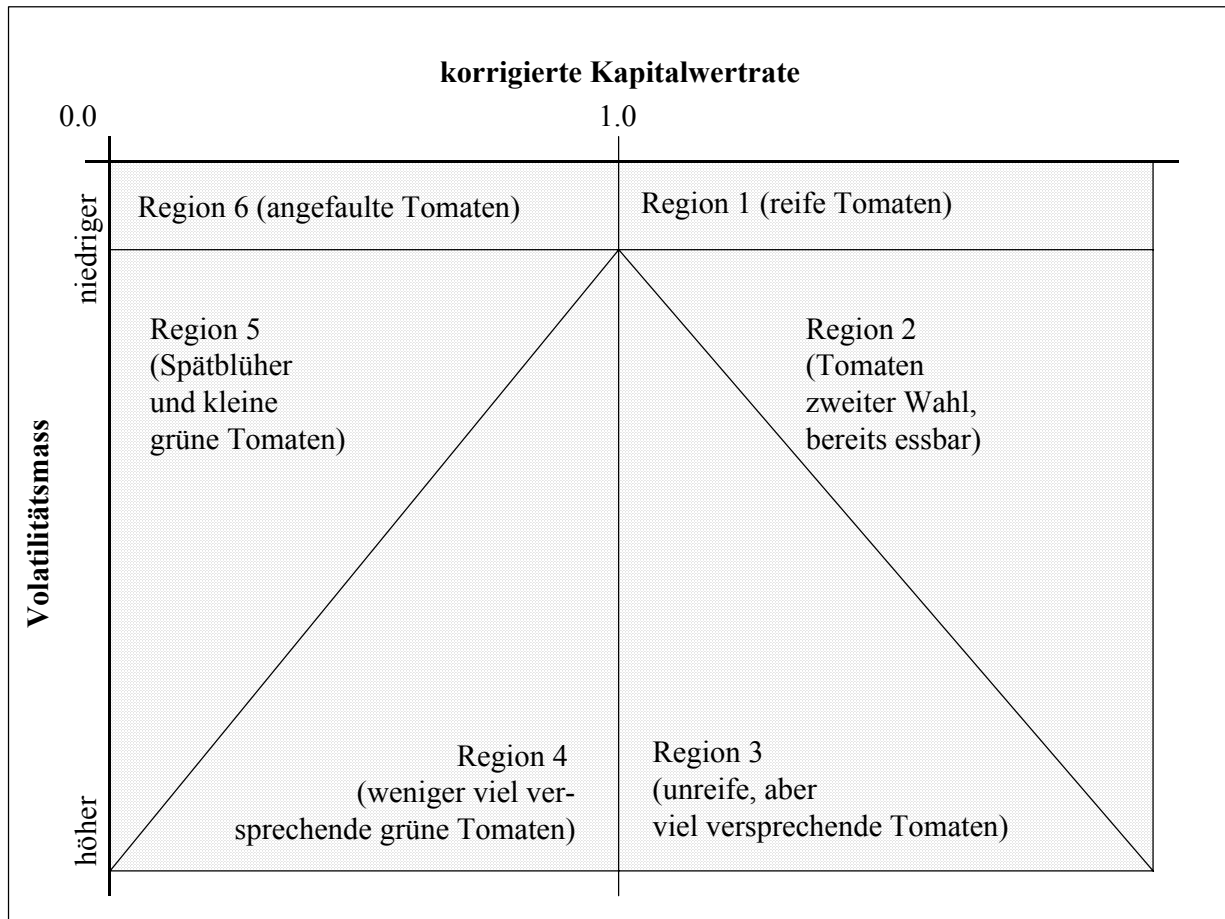 korrigierte Kapitalwertrate
0.0
1.0
niedriger
Region 6 (angefaulte Tomaten)
Region 1 (reife Tomaten)
Region 5
(Spätblüher
und kleine
grüne Tomaten)
Region 2
(Tomaten
zweiter Wahl,
bereits essbar)
Volatilitätsmass
Region 4
(weniger viel ver-
sprechende grüne Tomaten)
Region 3
(unreife, aber
viel versprechende Tomaten)
höher